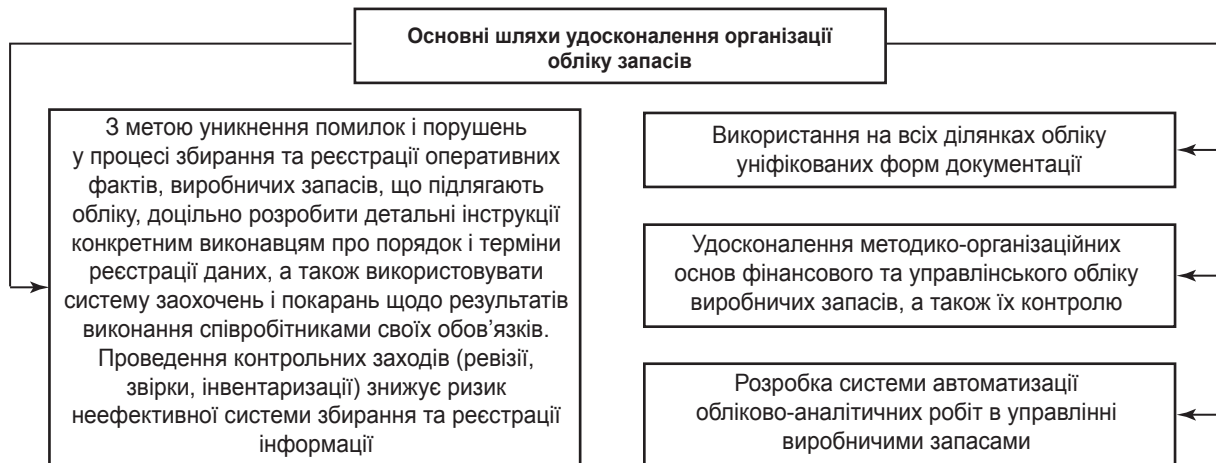 Основні шляхи удосконалення організації
обліку запасів
З метою уникнення помилок і порушень
у процесі збирання та реєстрації оперативних
фактів, виробничих запасів, що підлягають
обліку, доцільно розробити детальні інструкції
конкретним виконавцям про порядок і терміни
реєстрації даних, а також використовувати
систему заохочень і покарань щодо результатів
виконання співробітниками своїх обов’язків.
Проведення контрольних заходів (ревізії,
звірки, інвентаризації) знижує ризик
неефективної системи збирання та реєстрації
інформації
Використання на всіх ділянках обліку
уніфікованих форм документації
Удосконалення методико-організаційних
основ фінансового та управлінського обліку
виробничих запасів, а також їх контролю
Розробка системи автоматизації
обліково-аналітичних робіт в управлінні
виробничими запасами